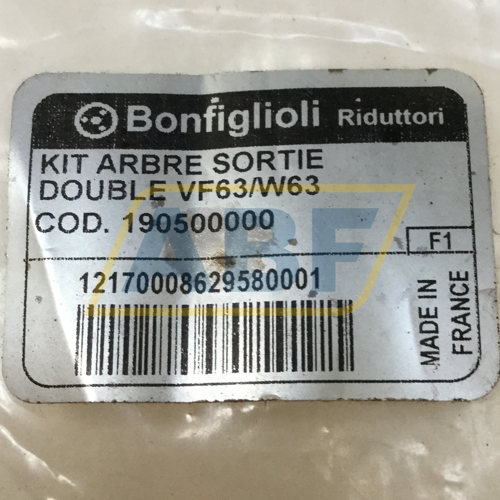 Bonfiglioli Riduttori
KIT ARBRE SORTIE
DOUBLE VF63/W63
COD. 190500000
F1
12170008629580001
MADE IN
FRANCE
ABF